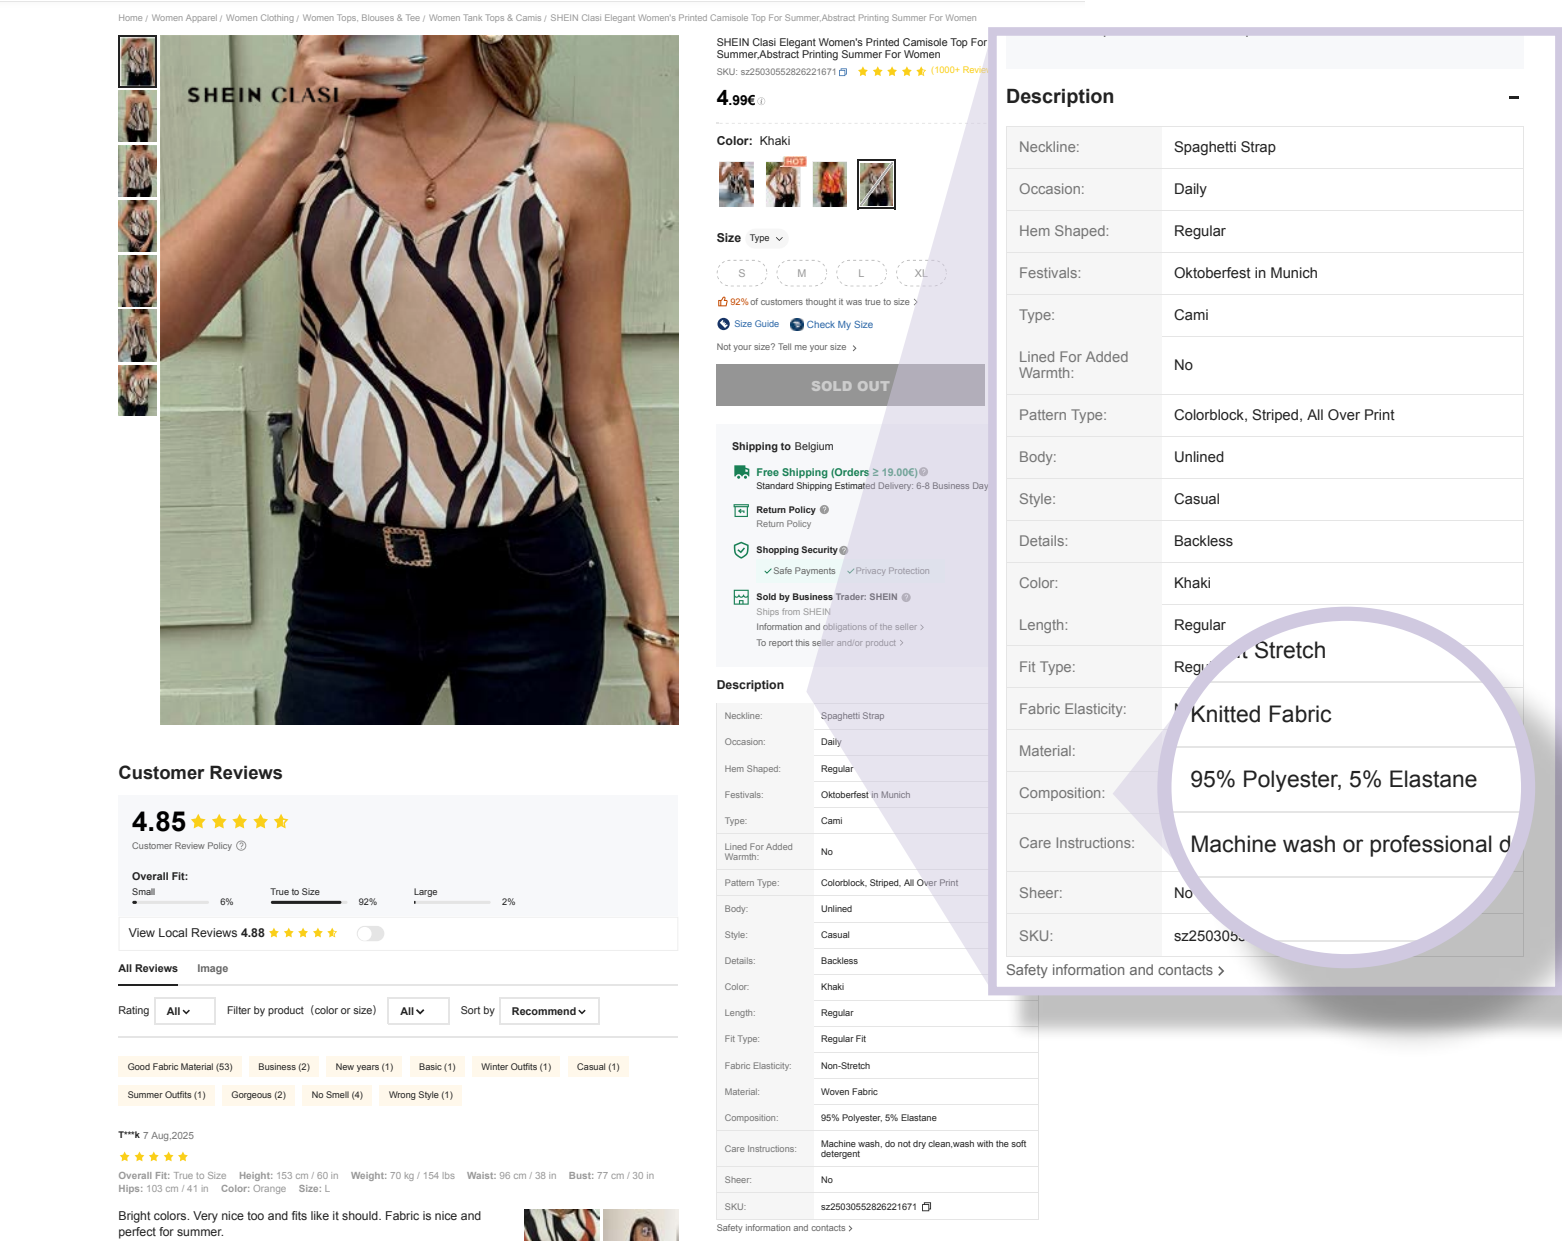 Home / Women Apparel / Women Clothing / Women Tops, Blouses & Tee / Women Tank Tops & Camis / SHEIN Clasi Elegant Women's Printed Camisole Top For Summer,Abstract Printing Summer For Women
SHEIN CLASI
SHEIN Clasi Elegant Women's Printed Camisole Top For
Summer,Abstract Printing Summer For Women
SKU: sz25030552826221671 (1000+
4.99€
Color: Khaki
HOT
Size Type
S M L XL
92% of customers thought it was true to size >
Size Guide Check My Size
Not your size? Tell me your size >
SOLD OUT
Shipping to Belgium
Free Shipping (Orders ≥ 19.00€)
Standard Shipping Estimated Delivery: 6-8 Business Day
Return Policy
Return Policy
Shopping Security
Safe Payments Privacy Protection
Sold by Business Trader: SHEIN
Ships from SHEIN
Information and obligations of the seller >
To report this seller and/or product >
Description
Neckline: Spaghetti Strap
Occasion: Daily
Hem Shaped: Regular
Festivals: Oktoberfest in Munich
Type: Cami
Lined For Added
Warmth: No
Pattern Type: Colorblock, Striped, All Over Print
Body: Unlined
Style: Casual
Details: Backless
Color: Khaki
Length: Regular
Fit Type: Regular Fit
Fabric Elasticity: Non-Stretch
Material: Woven Fabric
Composition: 95% Polyester, 5% Elastane
Care Instructions: Machine wash, do not dry clean,wash with the soft
detergent
Sheer: No
SKU: sz25030552826221671
Safety information and contacts >
Description
Neckline: Spaghetti Strap
Occasion: Daily
Hem Shaped: Regular
Festivals: Oktoberfest in Munich
Type: Cami
Lined For Added
Warmth: No
Pattern Type: Colorblock, Striped, All Over Print
Body: Unlined
Style: Casual
Details: Backless
Color: Khaki
Length: Regular
Fit Type: Regu
Fabric Elasticity:
Material:
Composition:
Care Instructions:
Sheer: No
SKU: sz250305
Safety information and contacts >
Stretch
Knitted Fabric
95% Polyester, 5% Elastane
Machine wash or professional d
Customer Reviews
4.85
Customer Review Policy
Overall Fit:
Small 6% True to Size 92% Large 2%
View Local Reviews 4.88
All Reviews Image
Rating All Filter by product (color or size) All Sort by Recommend
Good Fabric Material (53) Business (2) New years (1) Basic (1) Winter Outfits (1) Casual (1)
Summer Outfits (1) Gorgeous (2) No Smell (4) Wrong Style (1)
T***k 7 Aug,2025
Overall Fit: True to Size Height: 153 cm / 60 in Weight: 70 kg / 154 lbs Waist: 96 cm / 38 in Bust: 77 cm / 30 in
Hips: 103 cm / 41 in Color: Orange Size: L
Bright colors. Very nice too and fits like it should. Fabric is nice and
perfect for summer.